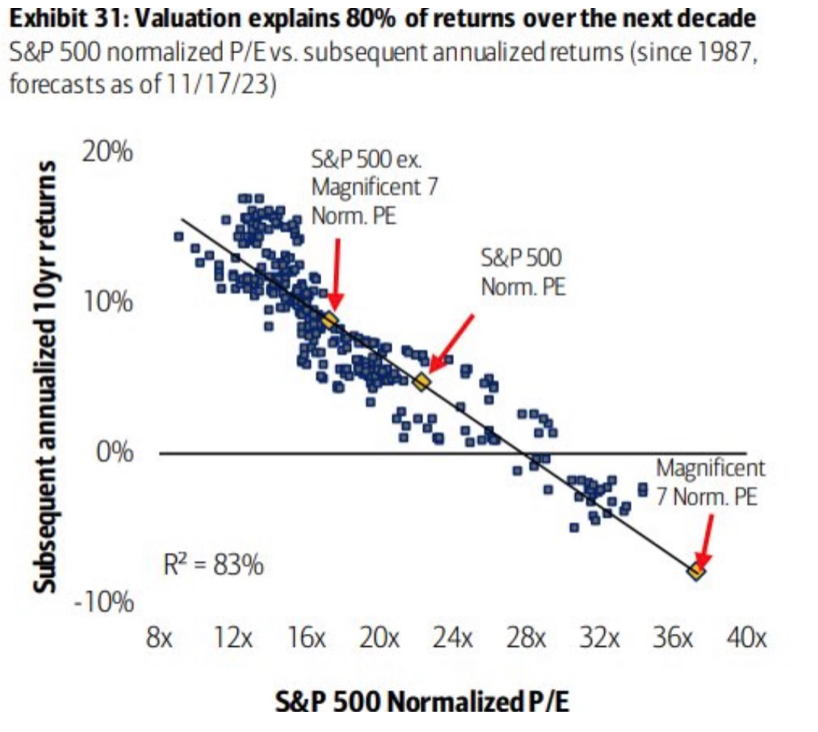 Exhibit 31: Valuation explains 80% of returns over the next decade
S&P 500 normalized P/E vs. subsequent annualized returns (since 1987,
forecasts as of 11/17/23)
Subsequent annualized 10yr returns
20%
10%
0%
-10%
S&P 500 ex.
Magnificent 7
Norm. PE
S&P 500
Norm. PE
Magnificent
7 Norm. PE
R² = 83%
8x 12x 16x 20x 24x 28x 32x 36x 40x
S&P 500 Normalized P/E